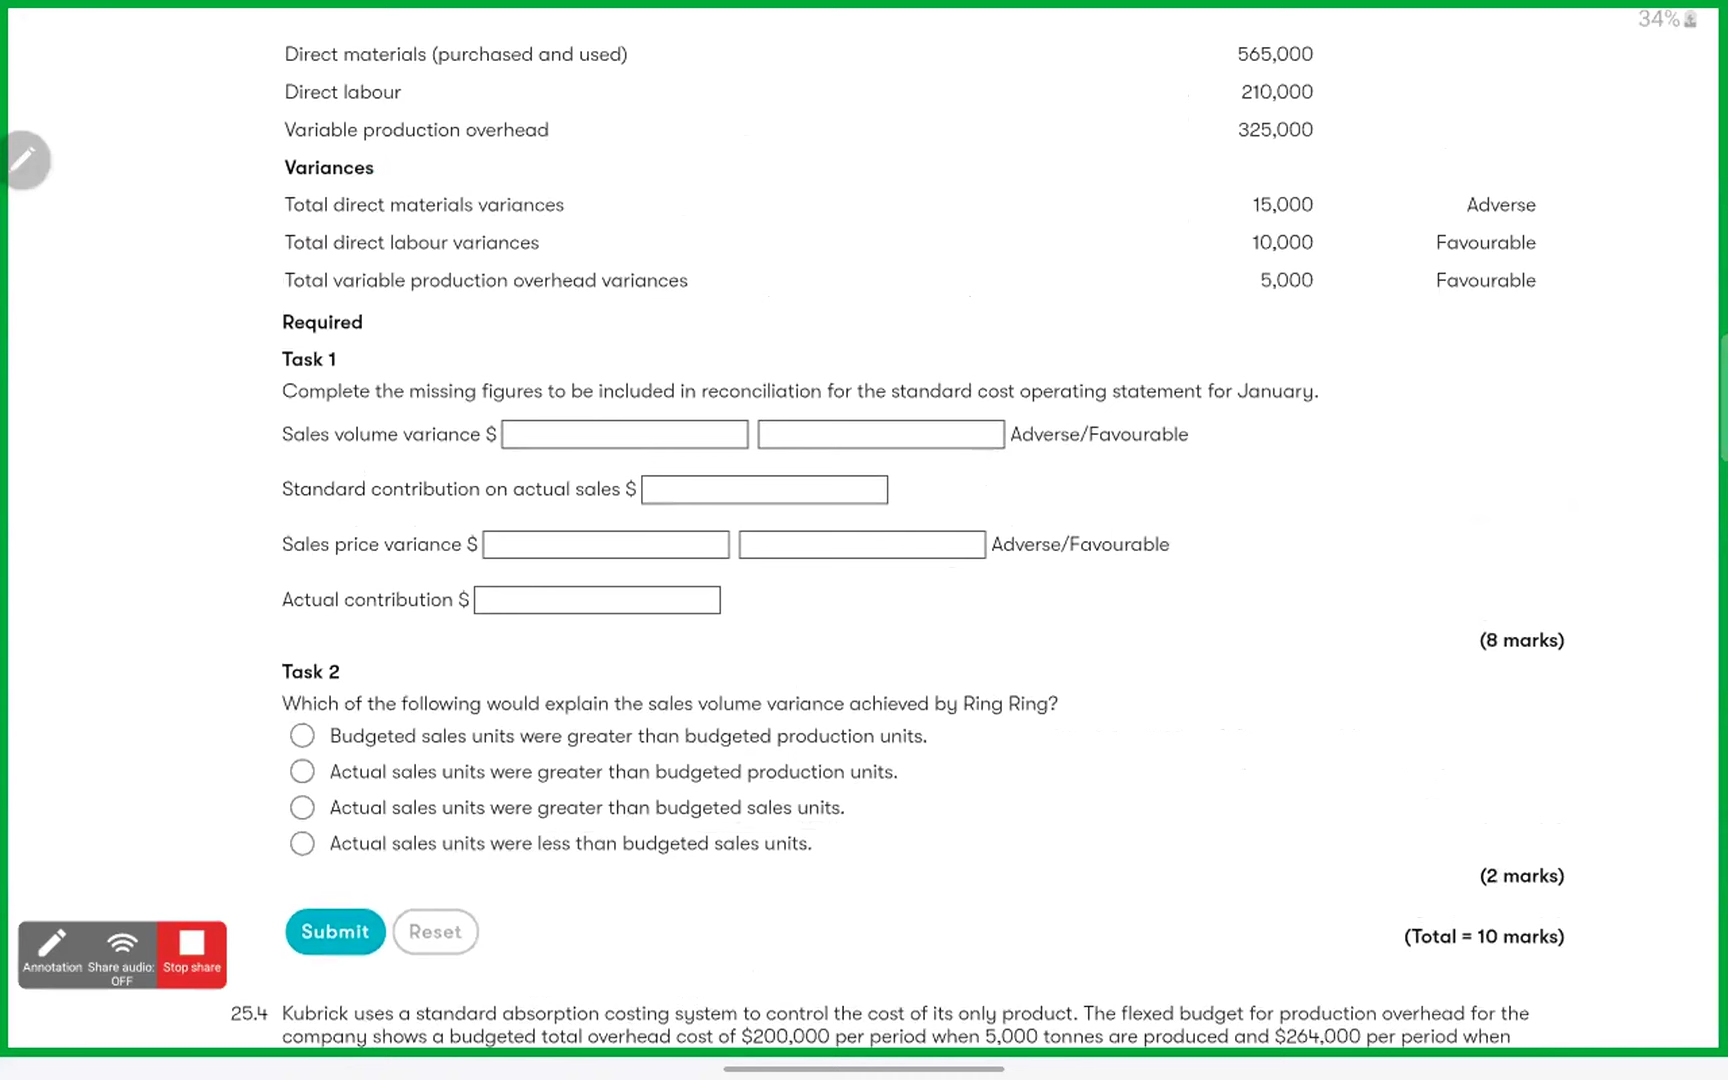 34%
Direct materials (purchased and used) 565,000
Direct labour 210,000
Variable production overhead 325,000
Variances
Total direct materials variances 15,000 Adverse
Total direct labour variances 10,000 Favourable
Total variable production overhead variances 5,000 Favourable
Required
Task 1
Complete the missing figures to be included in reconciliation for the standard cost operating statement for January.
Sales volume variance $ Adverse/Favourable
Standard contribution on actual sales $
Sales price variance $ Adverse/Favourable
Actual contribution $
(8 marks)
Task 2
Which of the following would explain the sales volume variance achieved by Ring Ring?
Budgeted sales units were greater than budgeted production units.
Actual sales units were greater than budgeted production units.
Actual sales units were greater than budgeted sales units.
Actual sales units were less than budgeted sales units.
(2 marks)
Submit Reset
(Total = 10 marks)
Annotation Share audio: OFF Stop share
25.4 Kubrick uses a standard absorption costing system to control the cost of its only product. The flexed budget for production overhead for the
company shows a budgeted total overhead cost of $200,000 per period when 5,000 tonnes are produced and $264,000 per period when